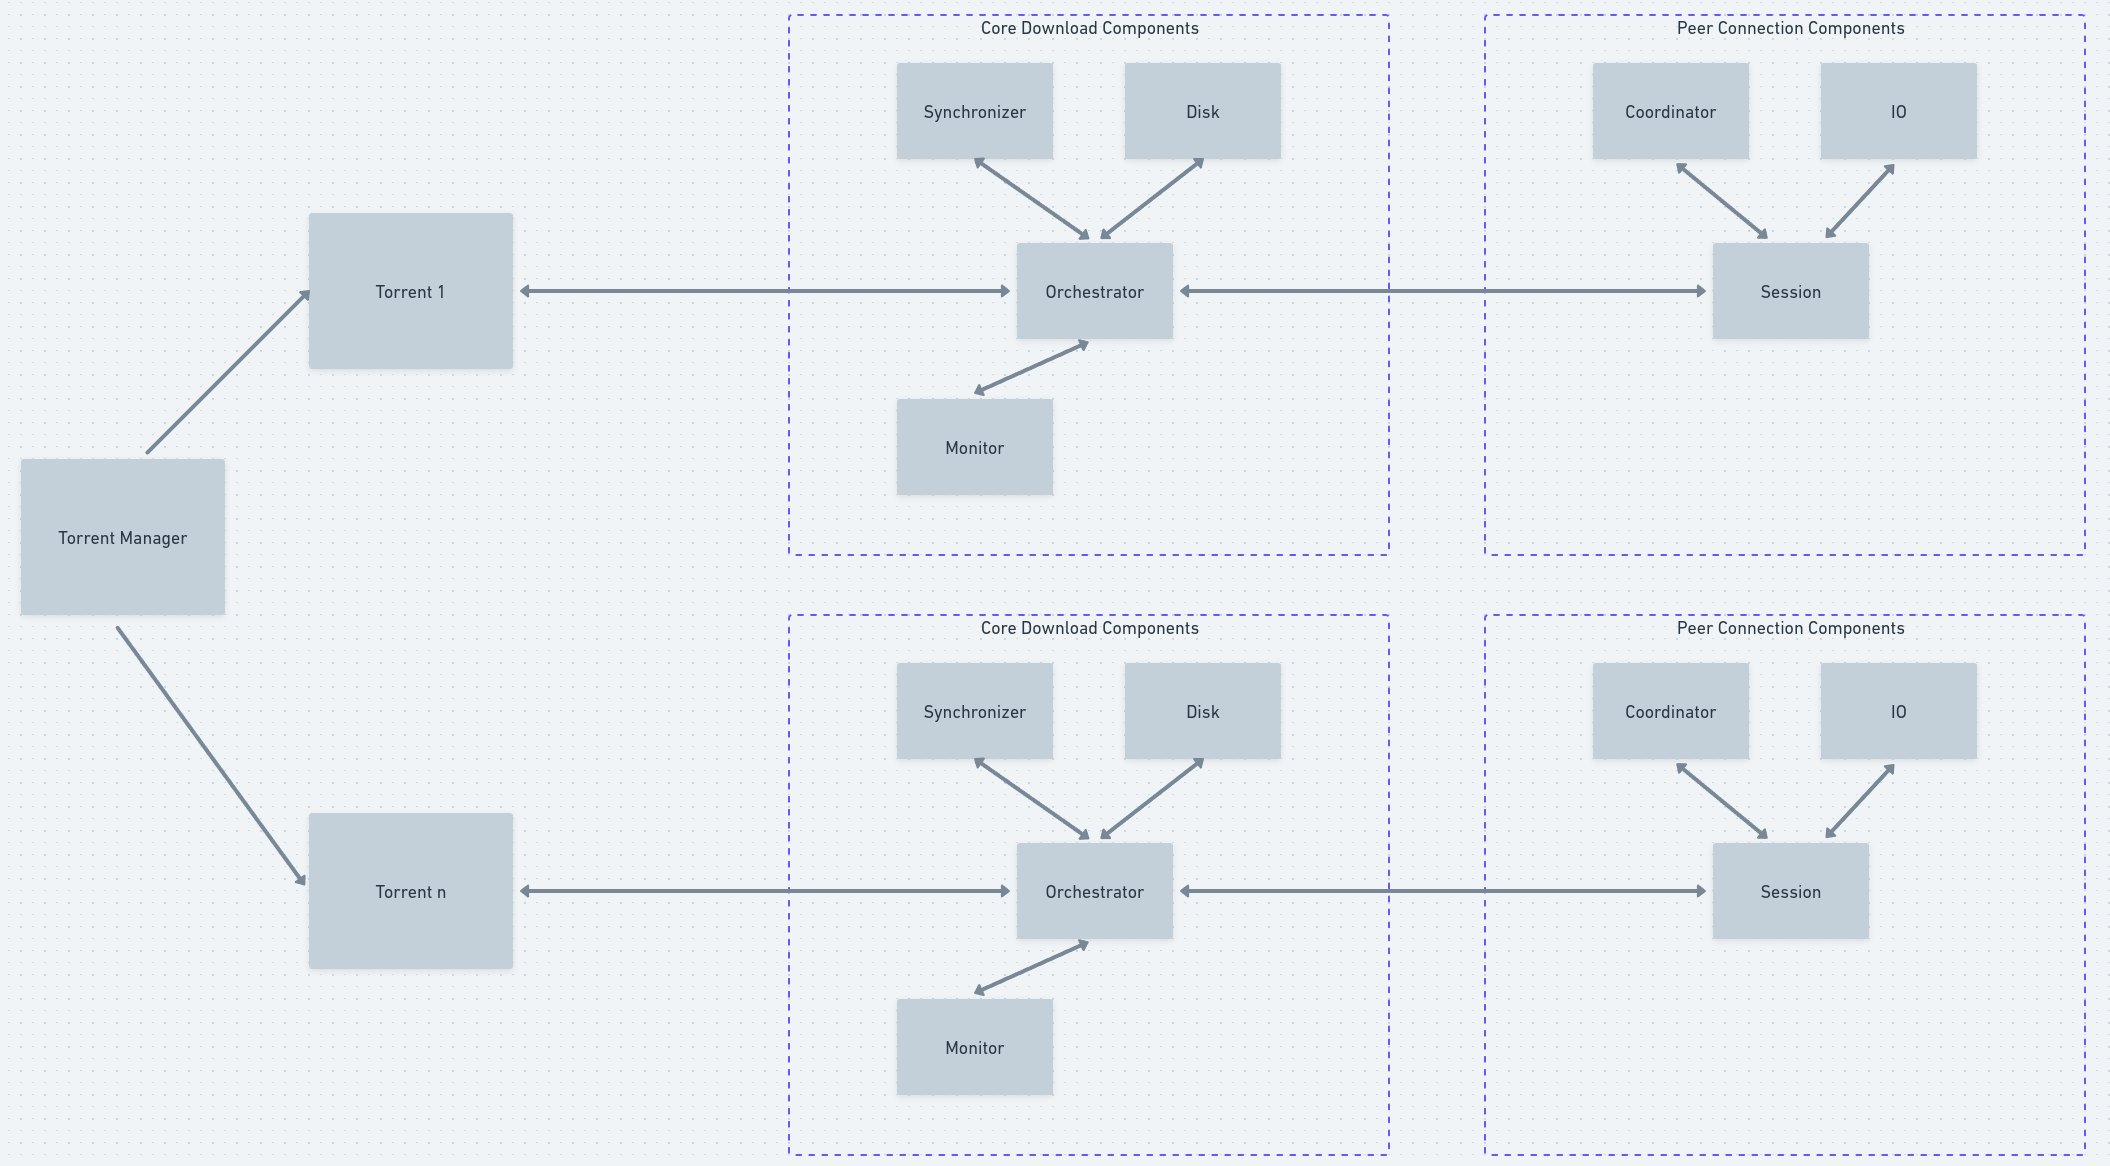 Core Download Components
Peer Connection Components
Synchronizer
Disk
Coordinator
IO
Torrent 1
Orchestrator
Session
Monitor
Torrent Manager
Core Download Components
Peer Connection Components
Synchronizer
Disk
Coordinator
IO
Torrent n
Orchestrator
Session
Monitor